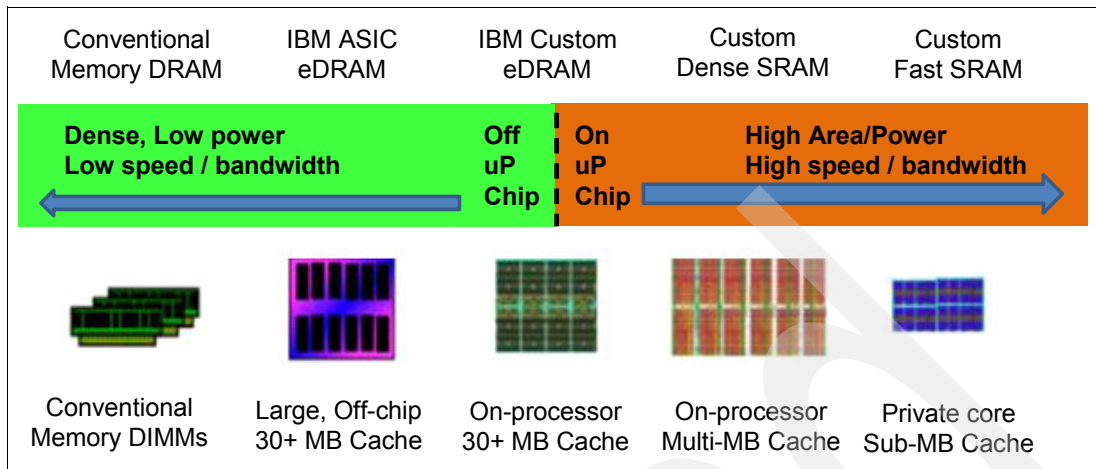 Conventional
Memory DRAM
IBM ASIC
eDRAM
IBM Custom
eDRAM
Custom
Dense SRAM
Custom
Fast SRAM
Dense, Low power
Low speed / bandwidth
Off
uP
Chip
On
uP
Chip
High Area/Power
High speed / bandwidth
Conventional
Memory DIMMs
Large, Off-chip
30+ MB Cache
On-processor
30+ MB Cache
On-processor
Multi-MB Cache
Private core
Sub-MB Cache